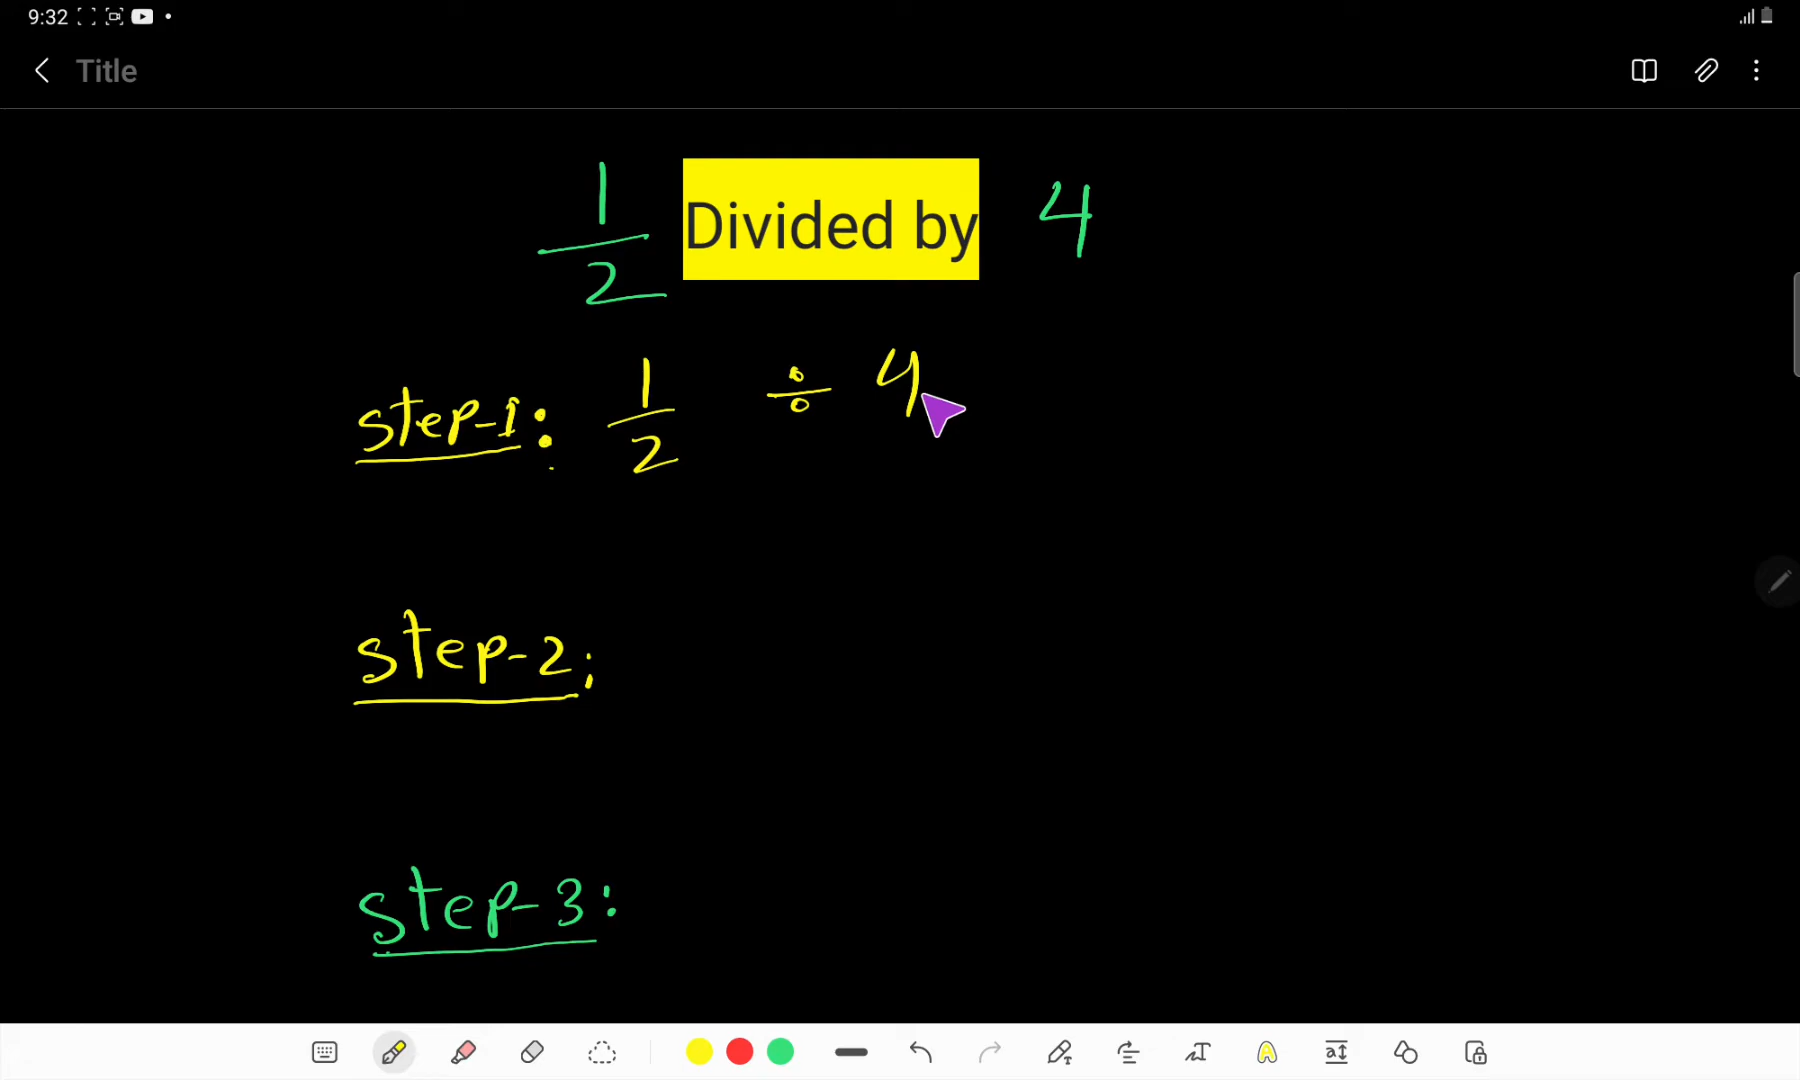 9:32
Title
1/2 Divided by 4
step-1: 1/2 ÷ 4
step-2:
step-3: